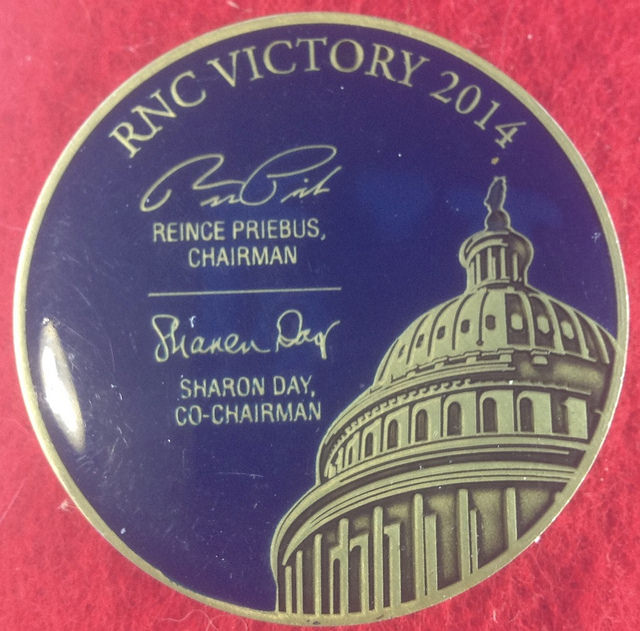 RNC VICTORY 2014
REINCE PRIEBUS,
CHAIRMAN
Sharon Day
SHARON DAY,
CO-CHAIRMAN